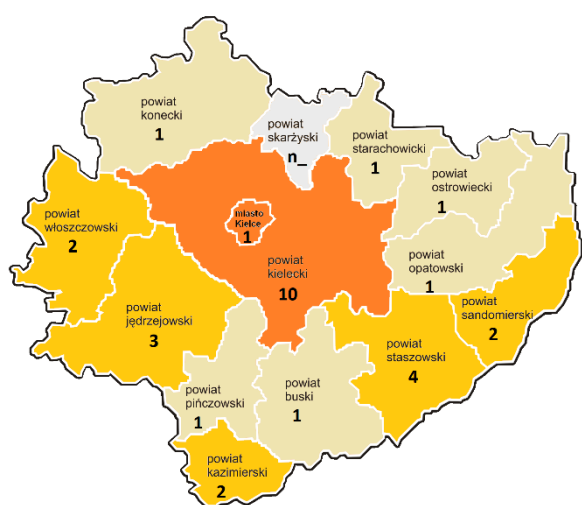 powiat
konecki
1
powiat
skarżyski
n_
powiat
starachowicki
1
powiat
ostrowiecki
1
powiat
włoszczowski
2
miasto
Kielce
1
powiat
kielecki
10
powiat
opatowski
1
powiat
sandomierski
2
powiat
jędrzejowski
3
powiat
staszowski
4
powiat
pińczowski
1
powiat
buski
1
powiat
kazimierski
2